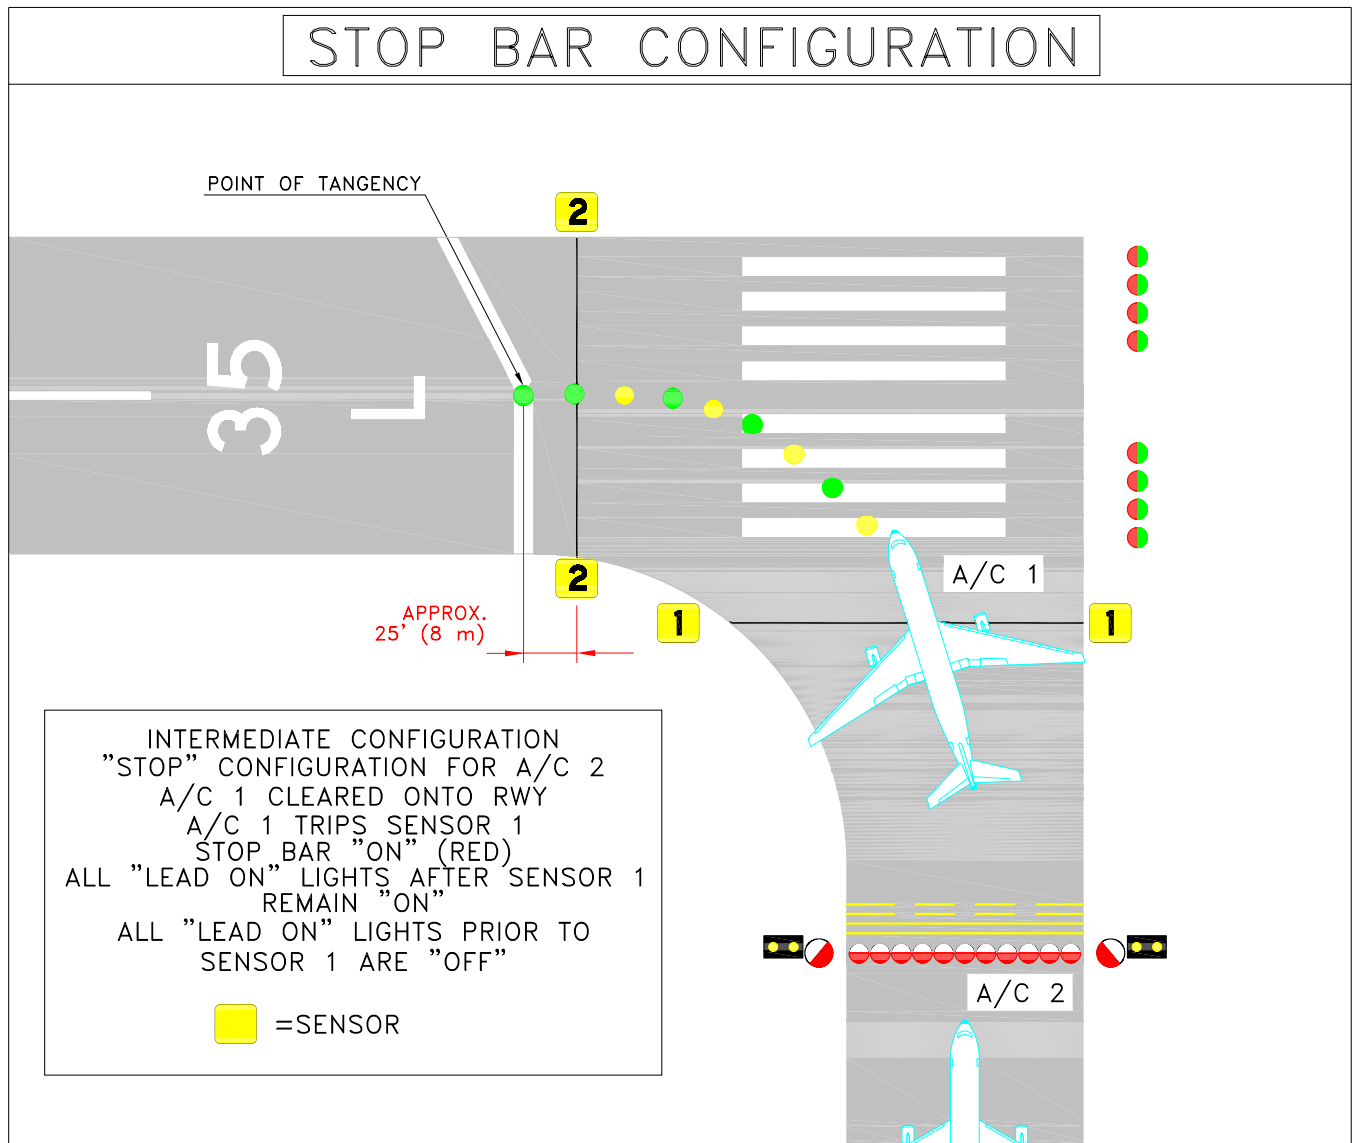 STOP BAR CONFIGURATION
POINT OF TANGENCY
2
35
L
2
A/C 1
APPROX.
25' (8 m)
1
1
INTERMEDIATE CONFIGURATION
"STOP" CONFIGURATION FOR A/C 2
A/C 1 CLEARED ONTO RWY
A/C 1 TRIPS SENSOR 1
STOP BAR "ON" (RED)
ALL "LEAD ON" LIGHTS AFTER SENSOR 1
REMAIN "ON"
ALL "LEAD ON" LIGHTS PRIOR TO
SENSOR 1 ARE "OFF"
=SENSOR
A/C 2